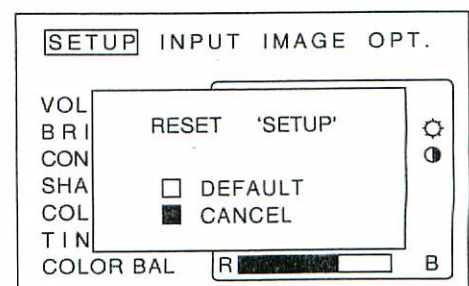 SETUP INPUT IMAGE OPT.
VOL
BRI
CON
SHA
COL
TIN
COLOR BAL R B
RESET 'SETUP'
DEFAULT
CANCEL